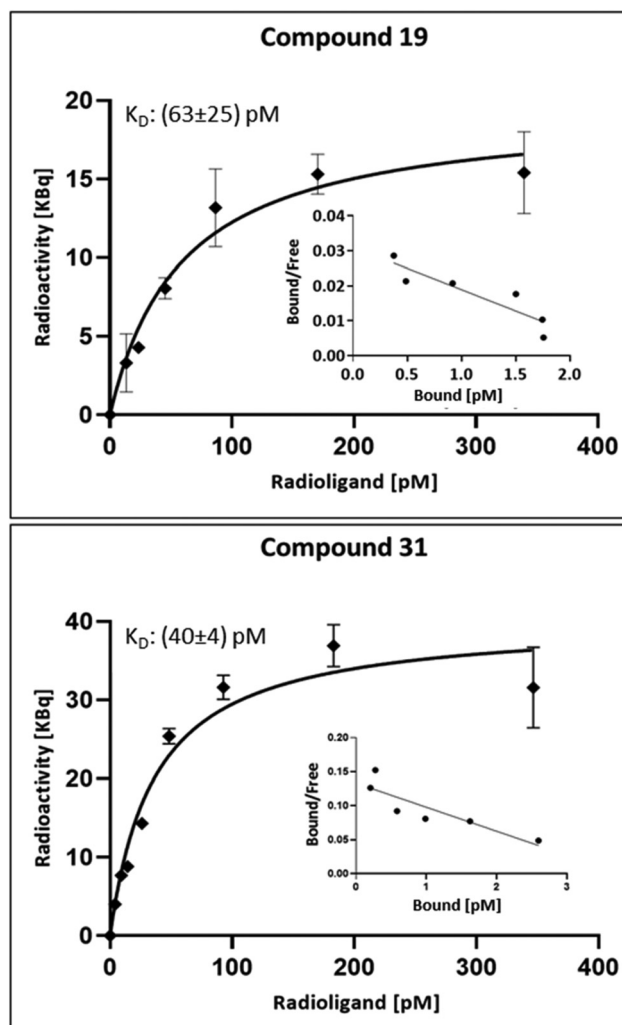 Compound 19
K_D: (63±25) pM
Radioactivity [KBq]
20
15
10
5
0
0 100 200 300 400
Radioligand [pM]
Bound/Free
0.04
0.03
0.02
0.01
0.00
0.0 0.5 1.0 1.5 2.0
Bound [pM]
Compound 31
K_D: (40±4) pM
Radioactivity [KBq]
40
30
20
10
0
0 100 200 300 400
Radioligand [pM]
Bound/Free
0.20
0.15
0.10
0.05
0.00
0 1 2 3
Bound [pM]